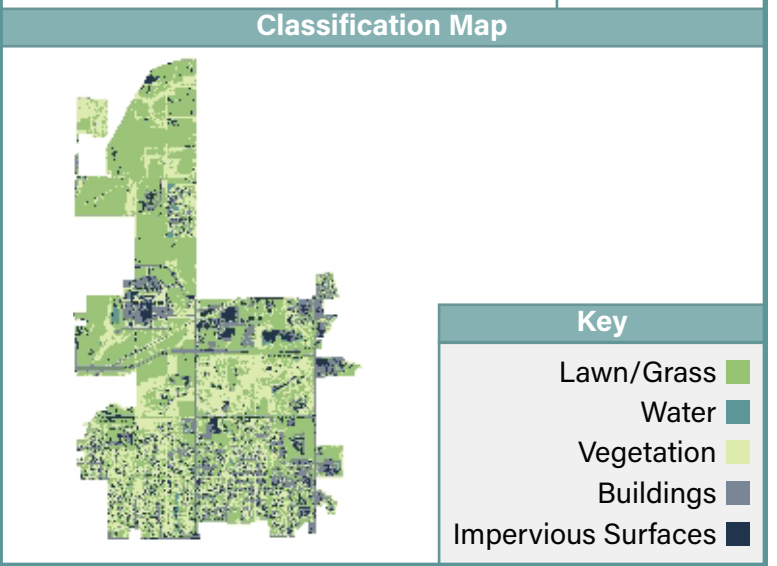 Classification Map
Key
Lawn/Grass
Water
Vegetation
Buildings
Impervious Surfaces